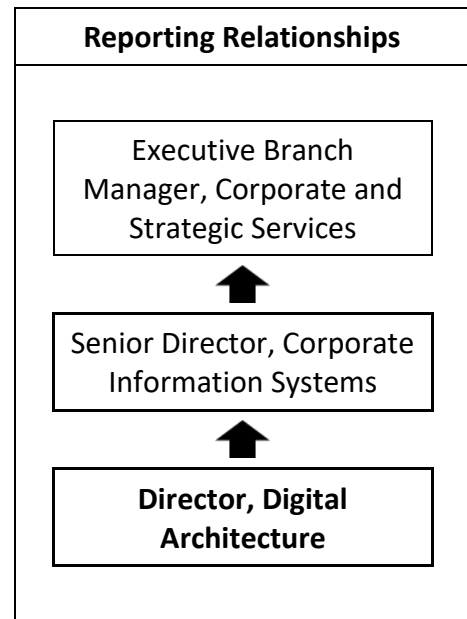 Reporting Relationships
Executive Branch
Manager, Corporate and
Strategic Services
Senior Director, Corporate
Information Systems
Director, Digital
Architecture